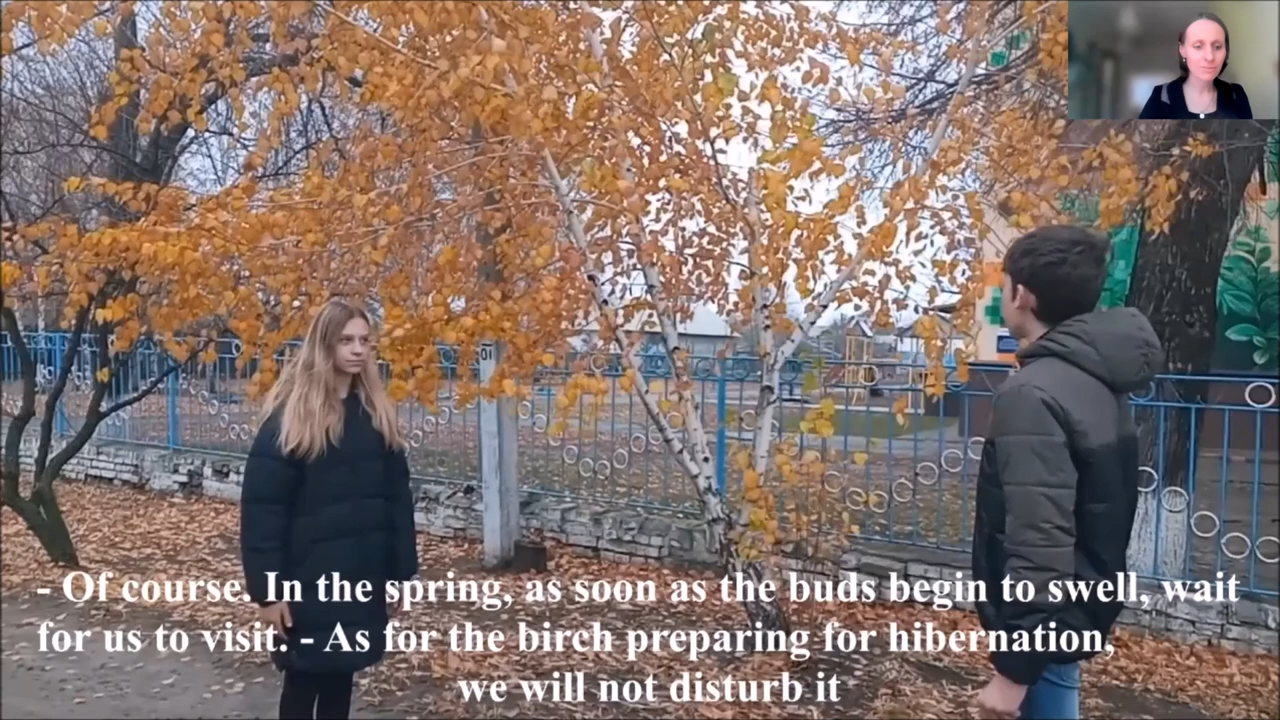 - Of course. In the spring, as soon as the buds begin to swell, wait
for us to visit. - As for the birch preparing for hibernation,
we will not disturb it